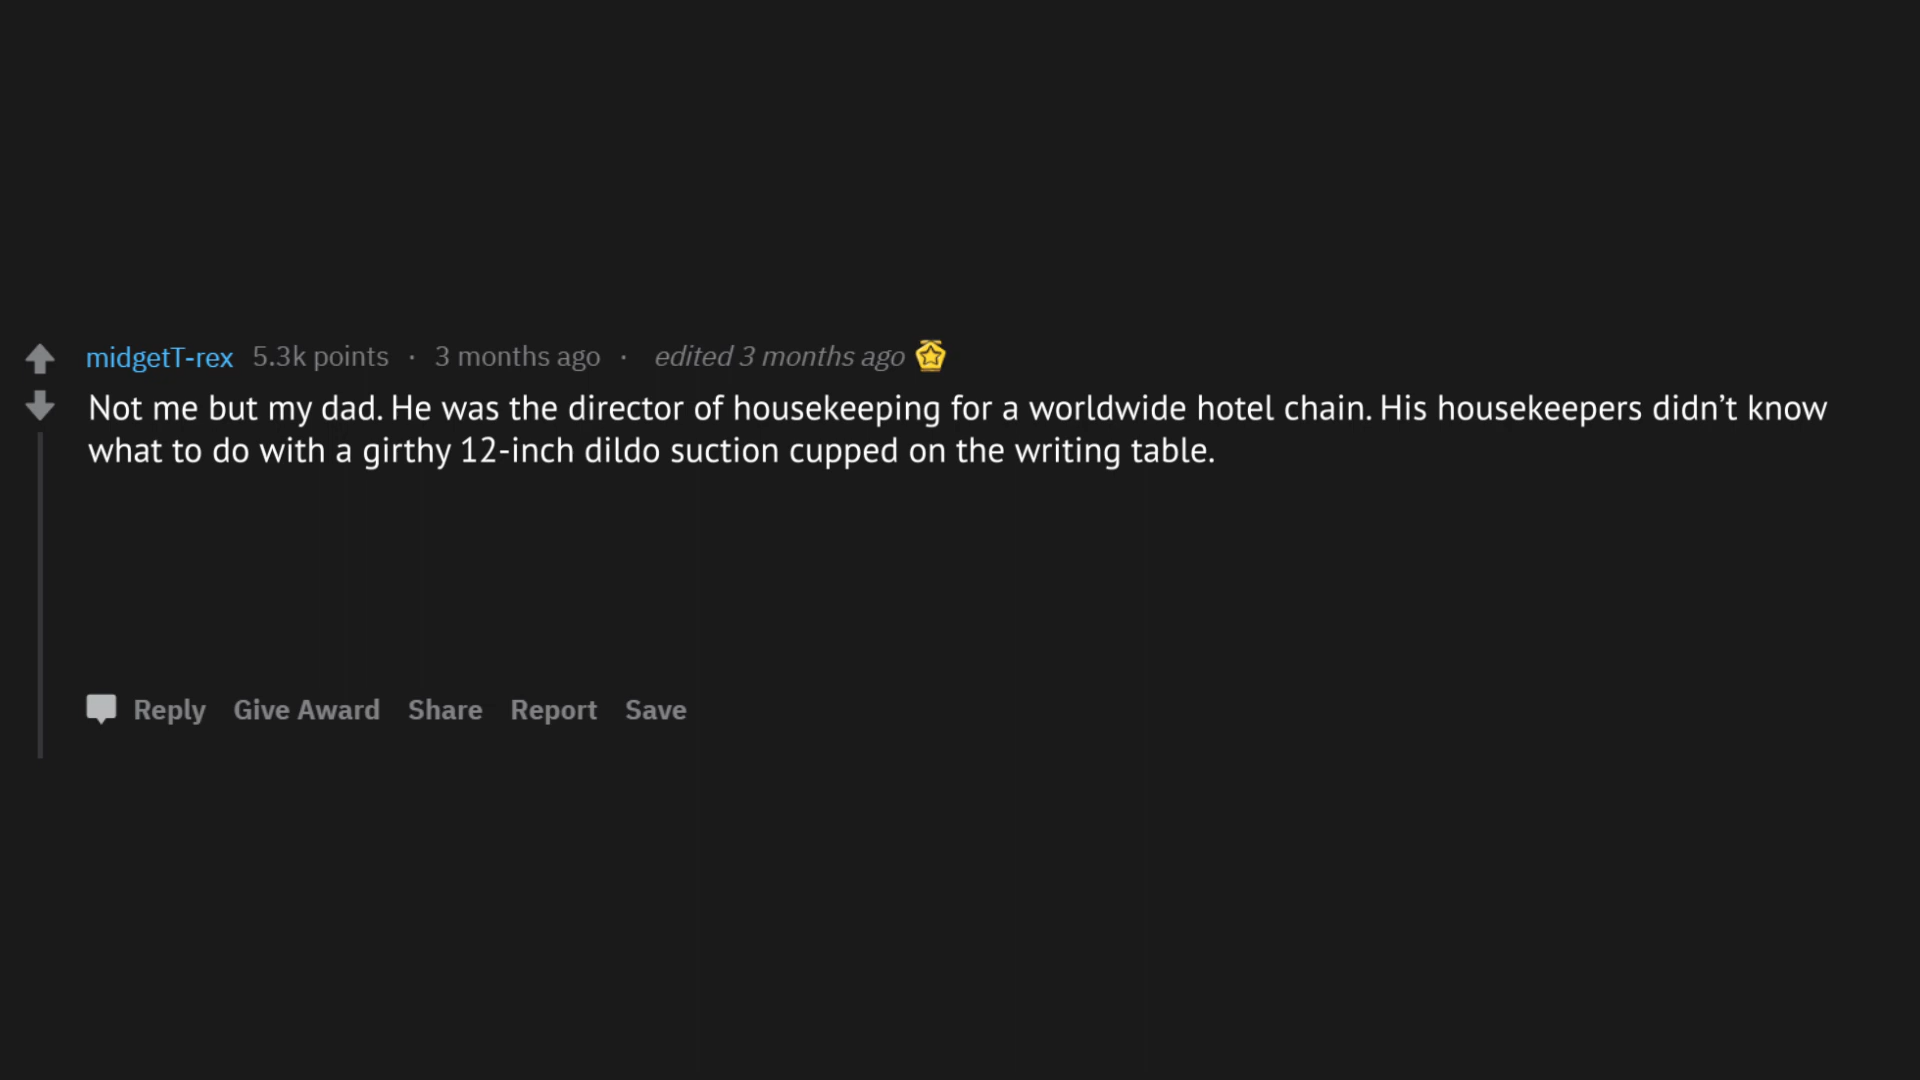 midgetT-rex 5.3k points · 3 months ago · edited 3 months ago
Not me but my dad. He was the director of housekeeping for a worldwide hotel chain. His housekeepers didn’t know
what to do with a girthy 12-inch dildo suction cupped on the writing table.
Reply Give Award Share Report Save